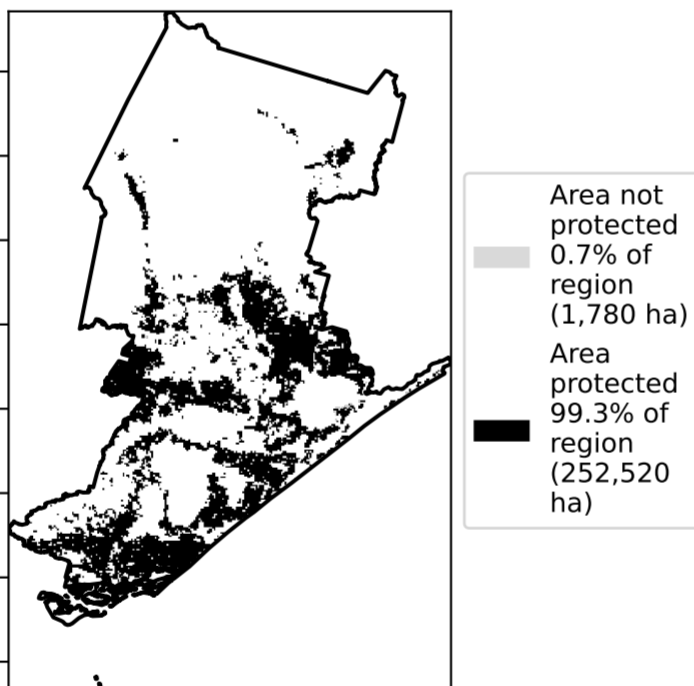 Area not
protected
0.7% of
region
(1,780 ha)
Area
protected
99.3% of
region
(252,520
ha)